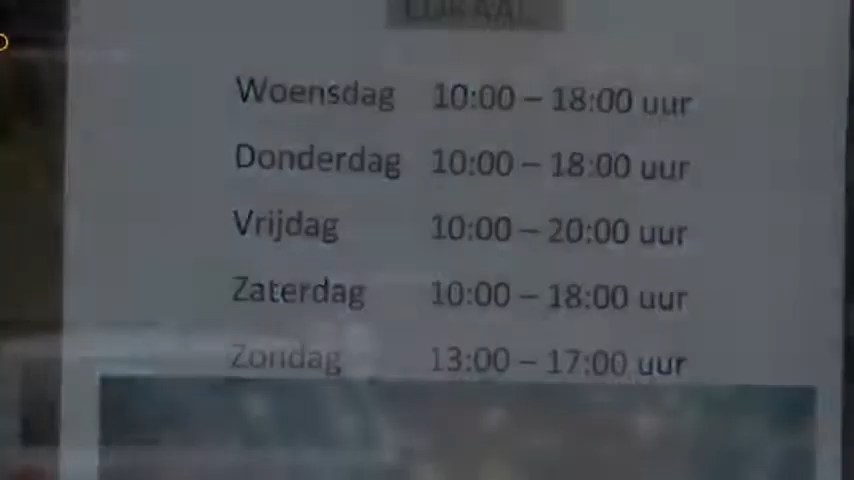 LOKAAL
Woensdag 10:00 – 18:00 uur
Donderdag 10:00 – 18:00 uur
Vrijdag 10:00 – 20:00 uur
Zaterdag 10:00 – 18:00 uur
Zondag 13:00 – 17:00 uur